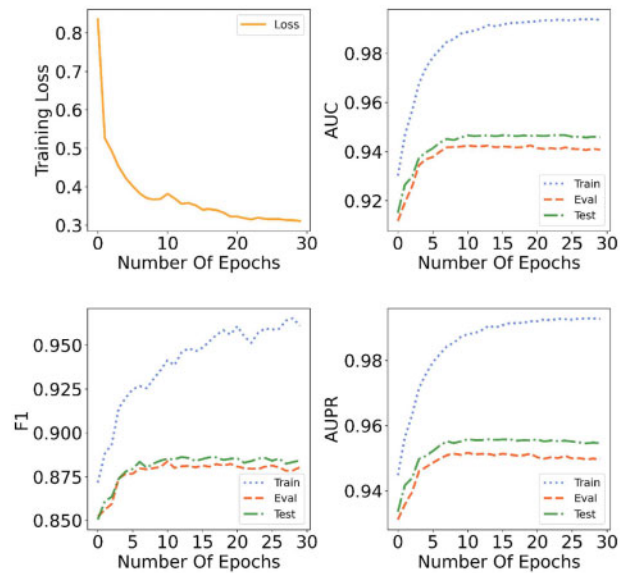 Loss
Training Loss
0.8
0.7
0.6
0.5
0.4
0.3
0 10 20 30
Number Of Epochs
AUC
0.98
0.96
0.94
0.92
Train
Eval
Test
0 5 10 15 20 25 30
Number Of Epochs
F1
0.950
0.925
0.900
0.875
0.850
Train
Eval
Test
0 5 10 15 20 25 30
Number Of Epochs
AUPR
0.98
0.96
0.94
Train
Eval
Test
0 5 10 15 20 25 30
Number Of Epochs